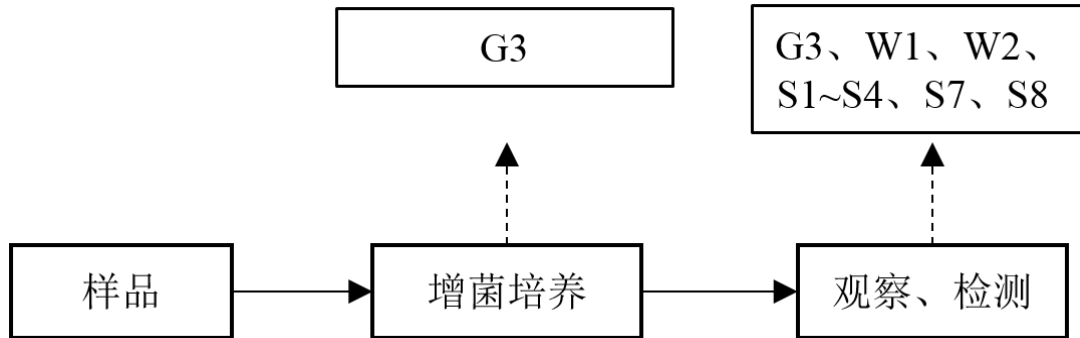 G3
G3、W1、W2、
S1~S4、S7、S8
样品
增菌培养
观察、检测